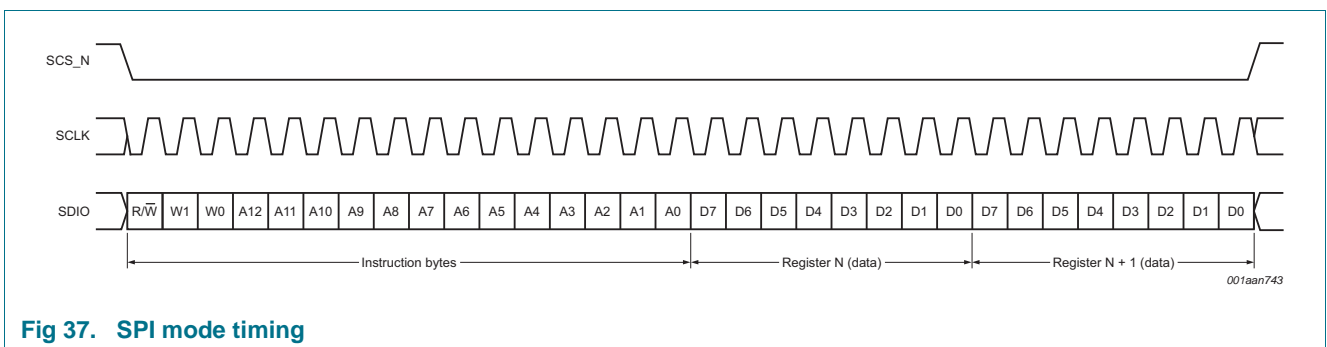 SCS_N
SCLK
SDIO R/W̅ W1 W0 A12 A11 A10 A9 A8 A7 A6 A5 A4 A3 A2 A1 A0 D7 D6 D5 D4 D3 D2 D1 D0 D7 D6 D5 D4 D3 D2 D1 D0
Instruction bytes Register N (data) Register N + 1 (data)
001aan743
Fig 37. SPI mode timing